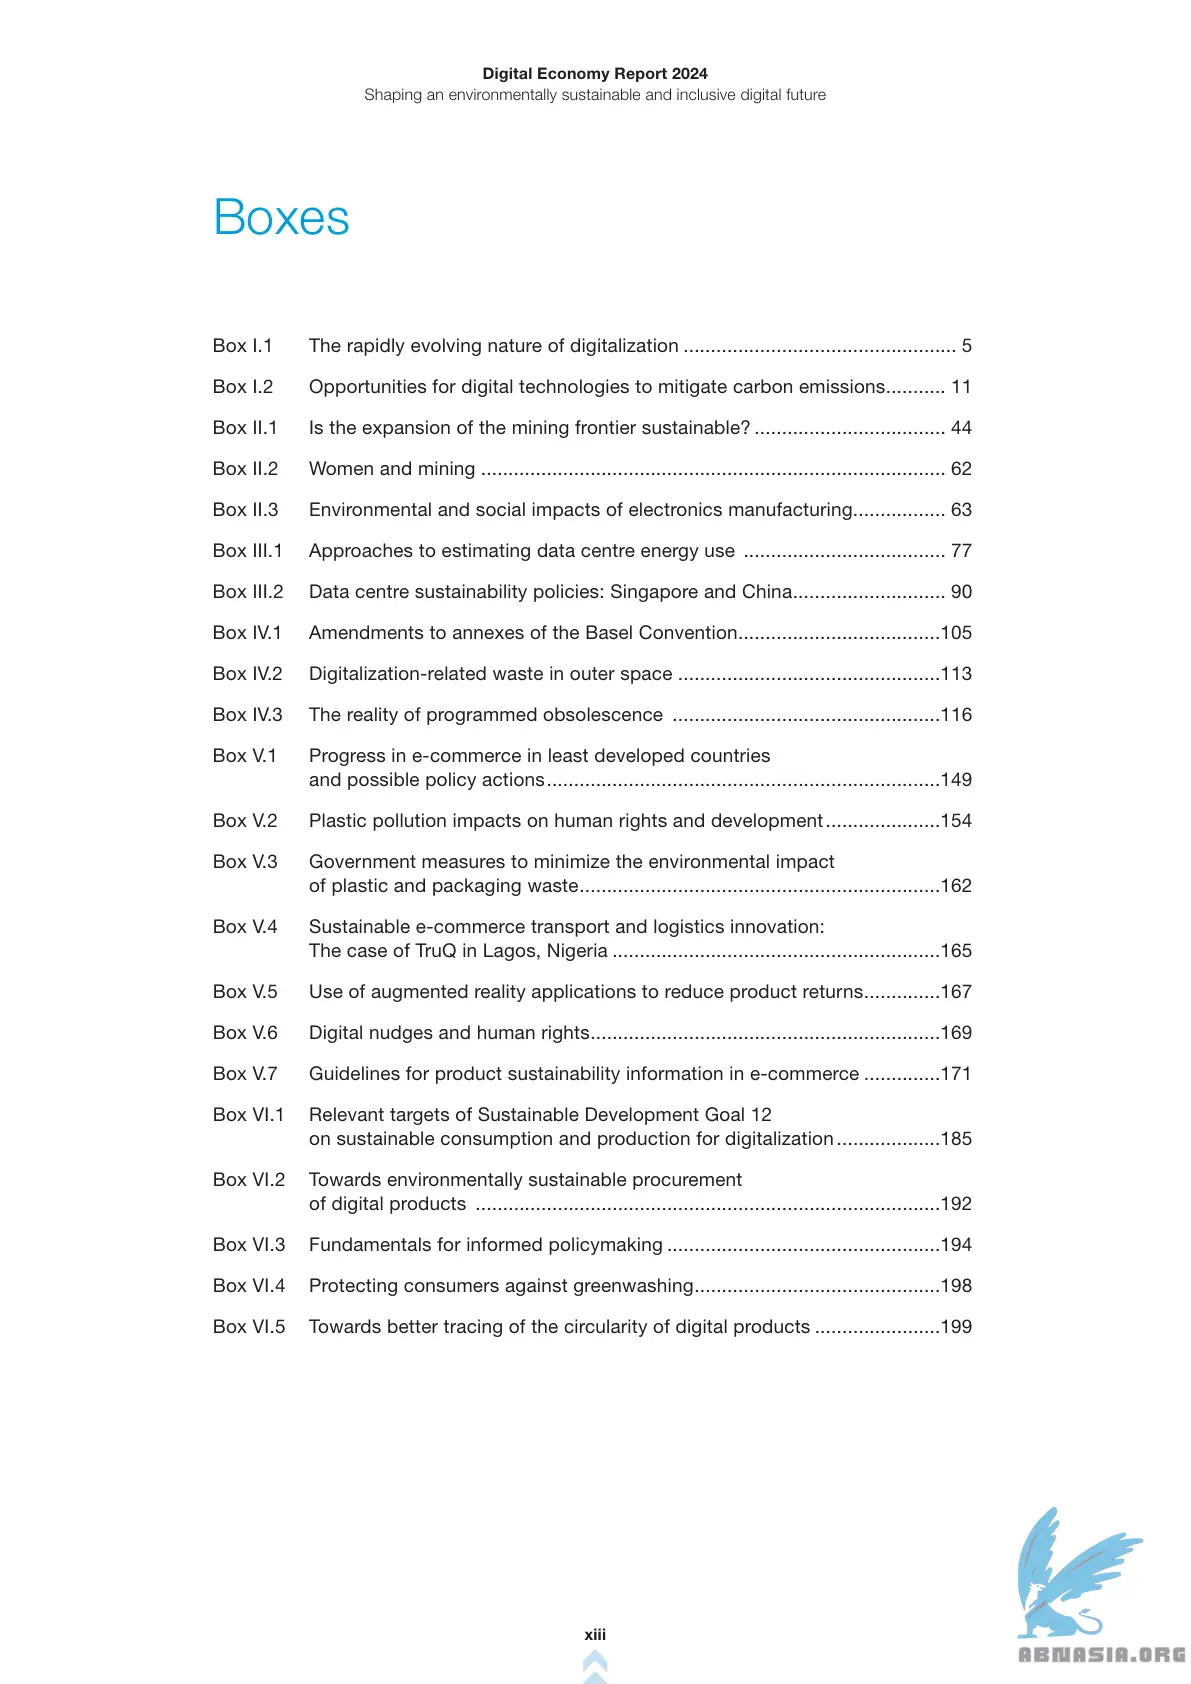 Digital Economy Report 2024
Shaping an environmentally sustainable and inclusive digital future
Boxes
Box I.1 The rapidly evolving nature of digitalization .................................................. 5
Box I.2 Opportunities for digital technologies to mitigate carbon emissions........... 11
Box II.1 Is the expansion of the mining frontier sustainable? ................................... 44
Box II.2 Women and mining ..................................................................................... 62
Box II.3 Environmental and social impacts of electronics manufacturing................. 63
Box III.1 Approaches to estimating data centre energy use ..................................... 77
Box III.2 Data centre sustainability policies: Singapore and China............................ 90
Box IV.1 Amendments to annexes of the Basel Convention.....................................105
Box IV.2 Digitalization-related waste in outer space ................................................113
Box IV.3 The reality of programmed obsolescence .................................................116
Box V.1 Progress in e-commerce in least developed countries
and possible policy actions........................................................................149
Box V.2 Plastic pollution impacts on human rights and development.....................154
Box V.3 Government measures to minimize the environmental impact
of plastic and packaging waste..................................................................162
Box V.4 Sustainable e-commerce transport and logistics innovation:
The case of TruQ in Lagos, Nigeria ............................................................165
Box V.5 Use of augmented reality applications to reduce product returns..............167
Box V.6 Digital nudges and human rights................................................................169
Box V.7 Guidelines for product sustainability information in e-commerce ..............171
Box VI.1 Relevant targets of Sustainable Development Goal 12
on sustainable consumption and production for digitalization...................185
Box VI.2 Towards environmentally sustainable procurement
of digital products .....................................................................................192
Box VI.3 Fundamentals for informed policymaking ..................................................194
Box VI.4 Protecting consumers against greenwashing.............................................198
Box VI.5 Towards better tracing of the circularity of digital products .......................199
xiii
ABNASIA.ORG